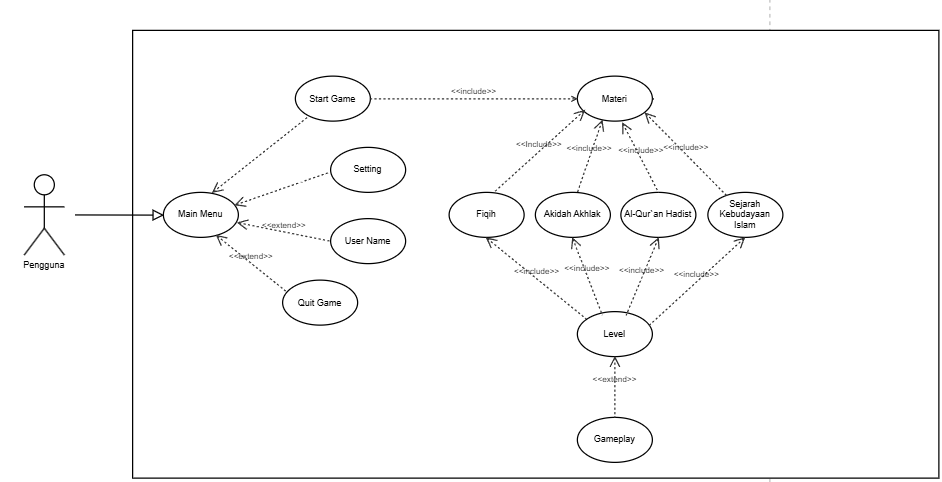 Start Game
<<include>>
Materi
<<Include>>
<<include>>
<<include>>
<<include>>
Setting
Main Menu
Fiqih
Akidah Akhlak
Al-Qur`an Hadist
Sejarah
Kebudayaan
Islam
<<extend>>
User Name
Pengguna
<<extend>>
<<include>>
<<include>>
<<include>>
<<include>>
Quit Game
Level
<<extend>>
Gameplay